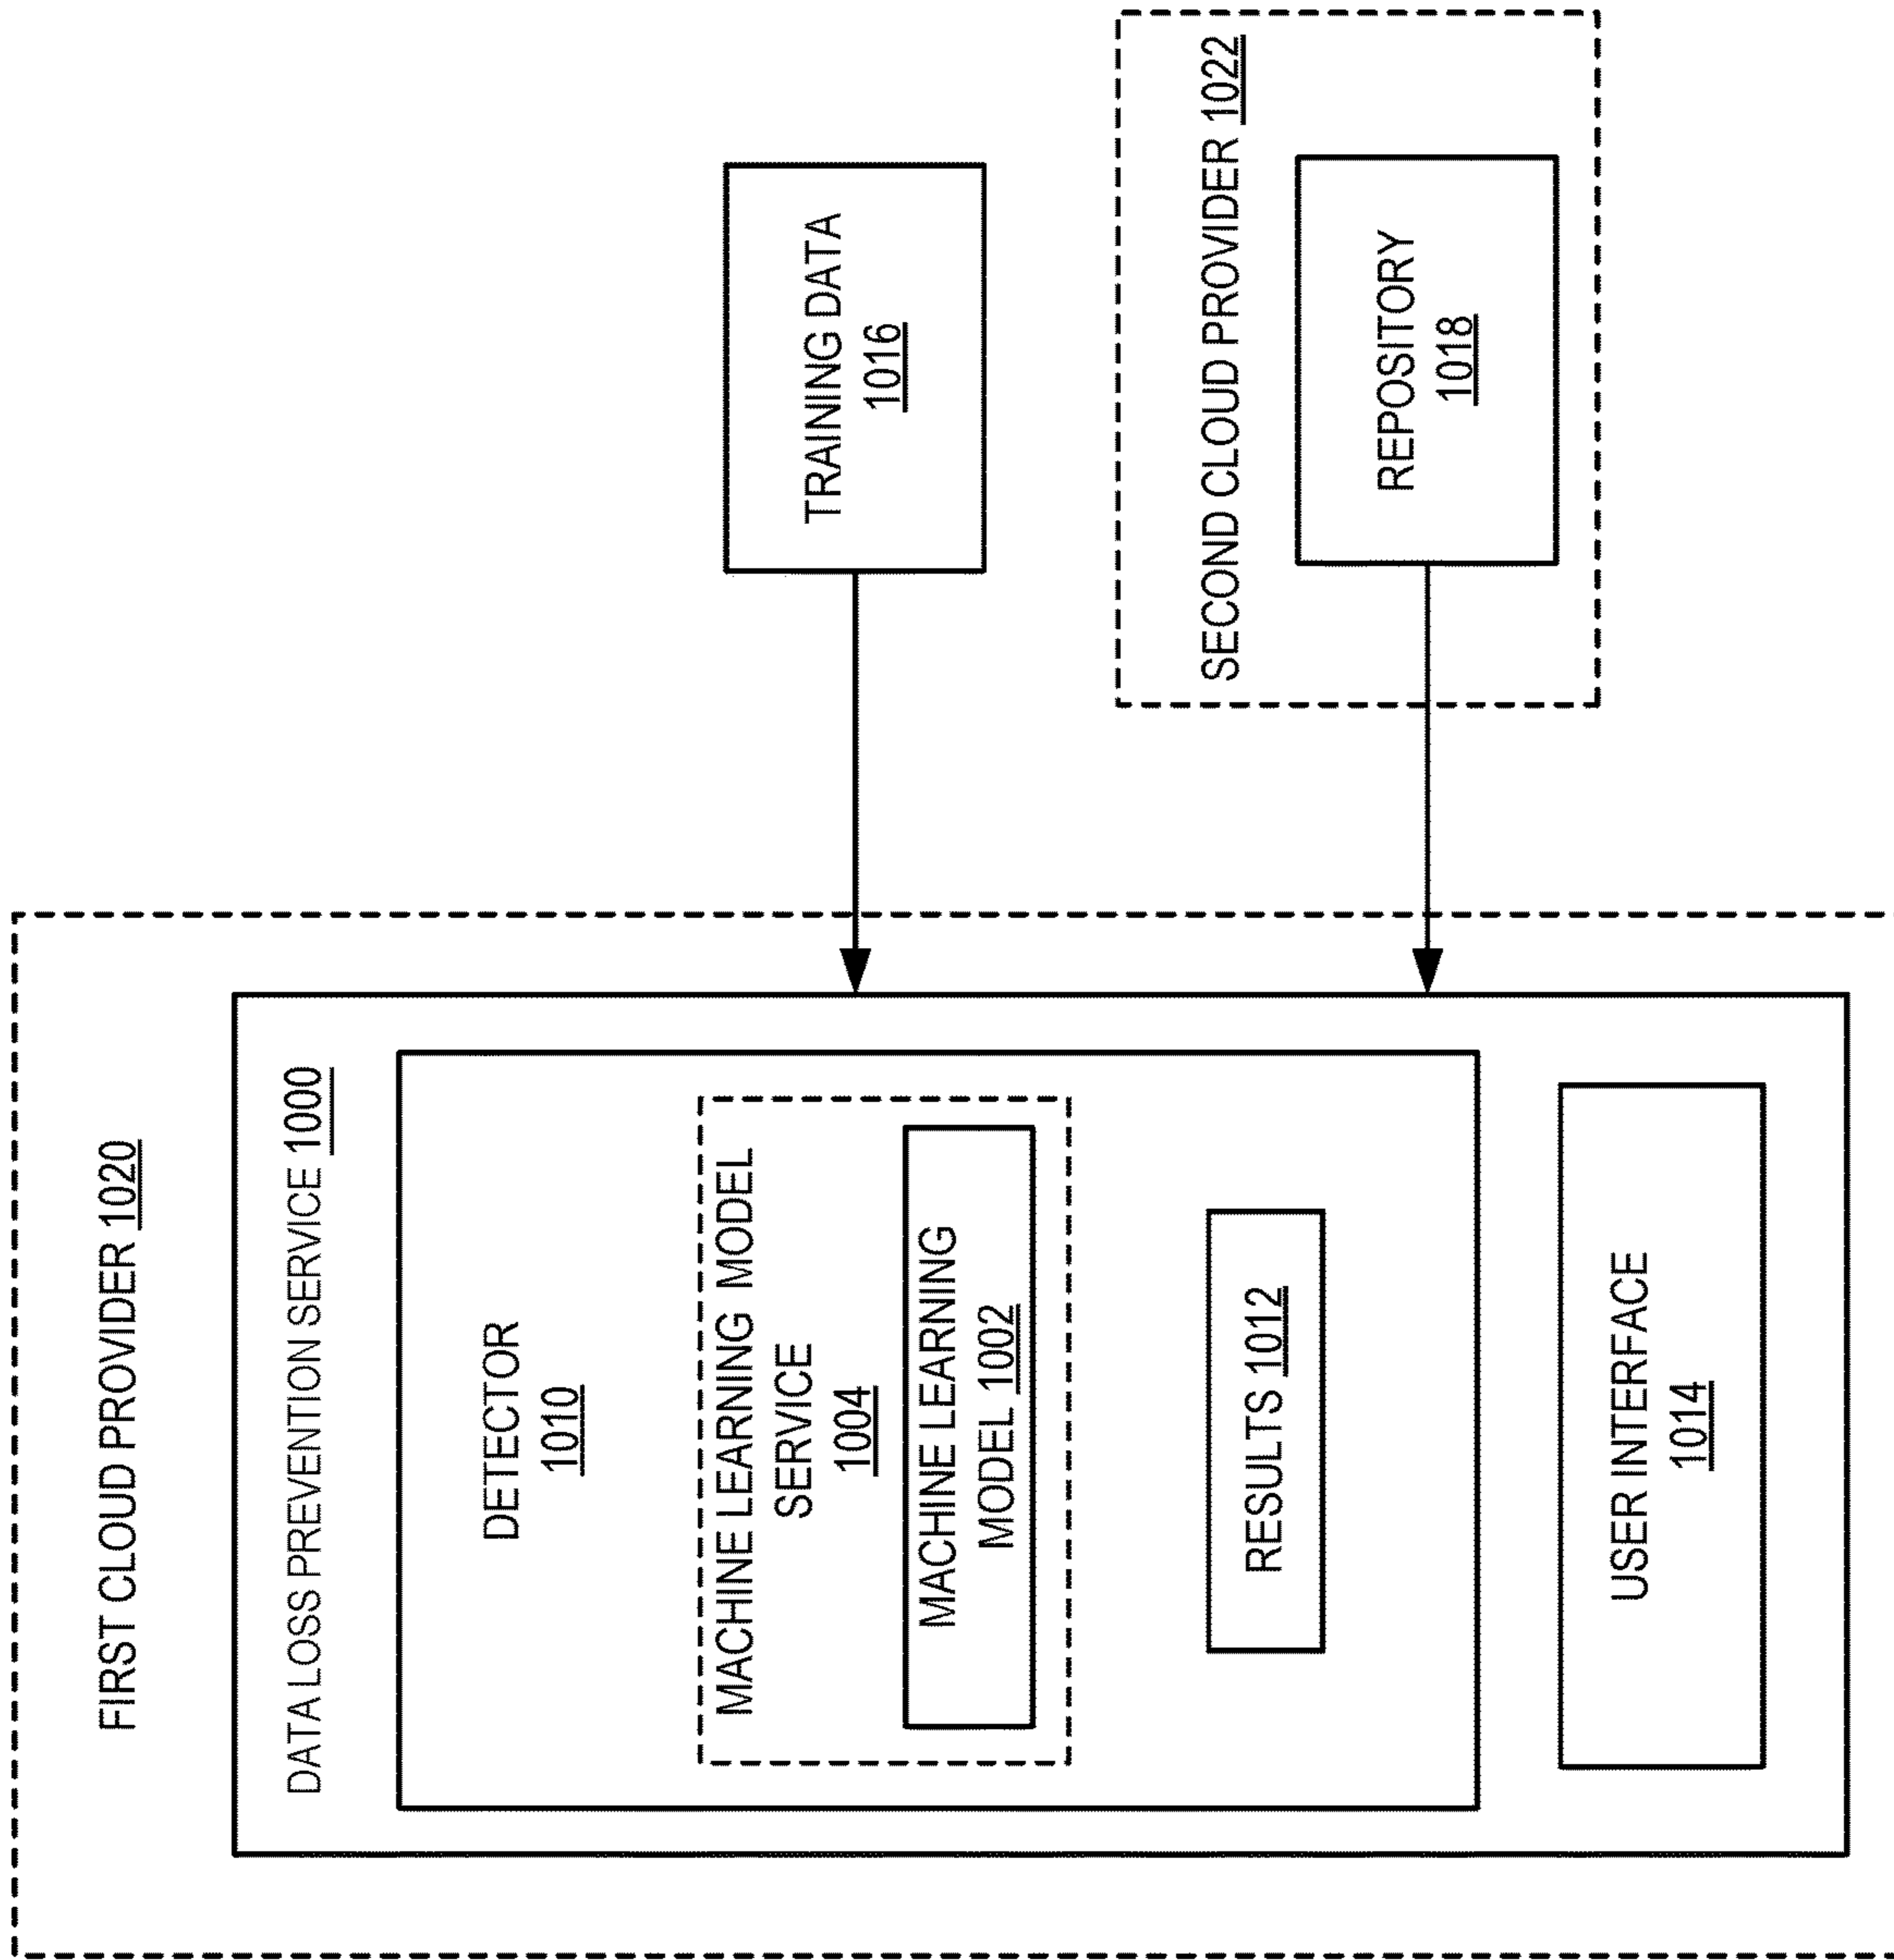 FIRST CLOUD PROVIDER 1020
DATA LOSS PREVENTION SERVICE 1000
DETECTOR
1010
MACHINE LEARNING MODEL
SERVICE
1004
MACHINE LEARNING
MODEL 1002
RESULTS 1012
USER INTERFACE
1014
TRAINING DATA
1016
SECOND CLOUD PROVIDER 1022
REPOSITORY
1018